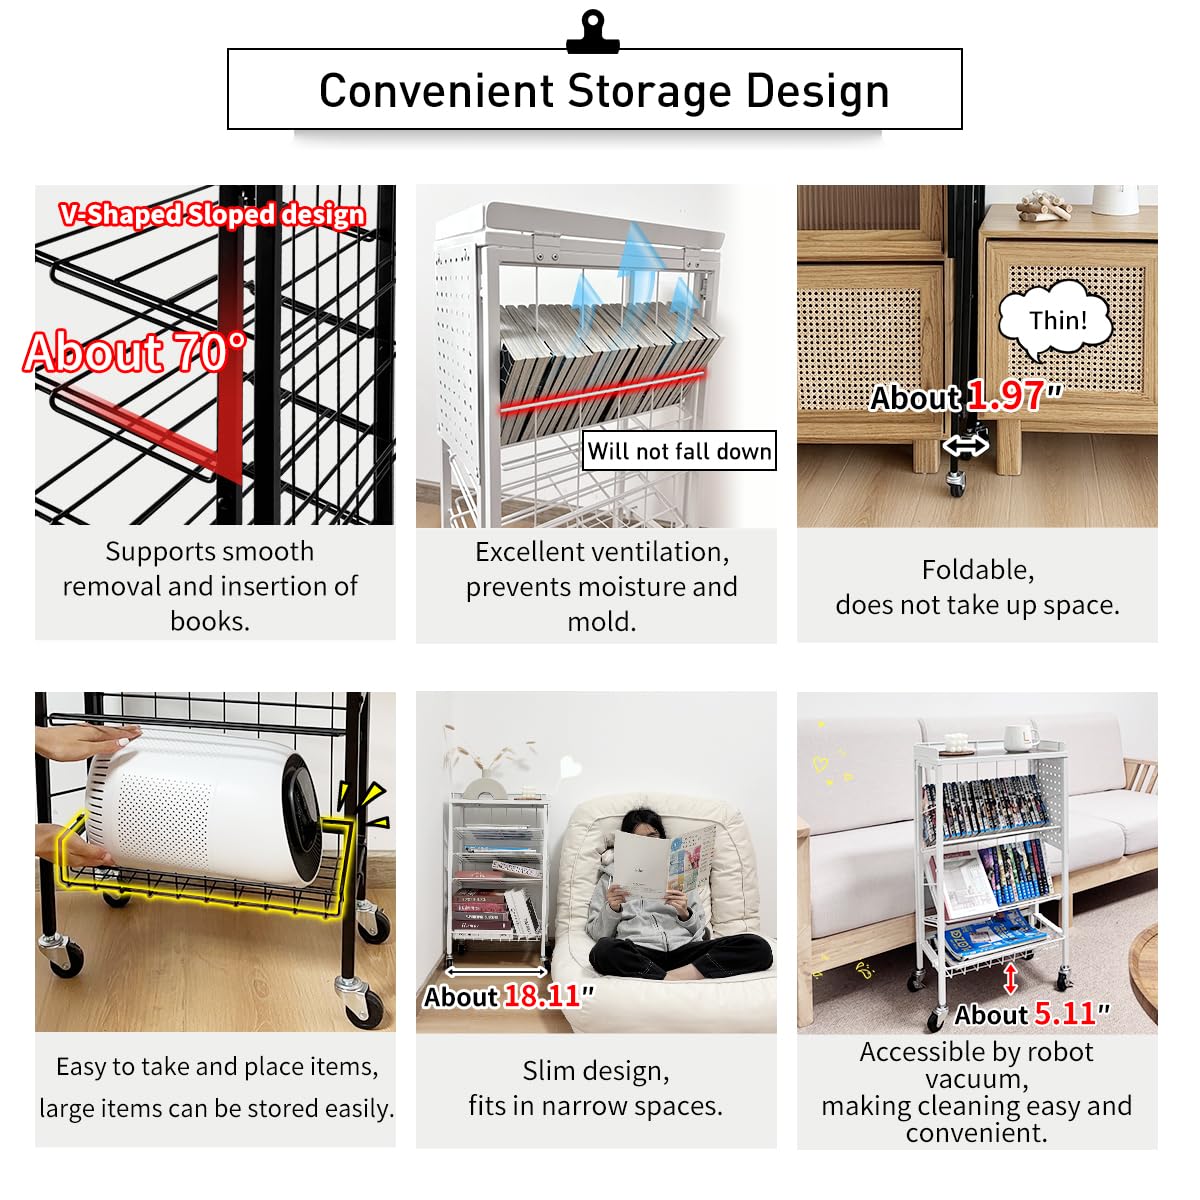 Convenient Storage Design
V-Shaped Sloped design
About 70°
Supports smooth
removal and insertion of
books.
Will not fall down
Excellent ventilation,
prevents moisture and
mold.
Thin!
About 1.97"
Foldable,
does not take up space.
Easy to take and place items,
large items can be stored easily.
About 18.11"
Slim design,
fits in narrow spaces.
About 5.11"
Accessible by robot
vacuum,
making cleaning easy and
convenient.